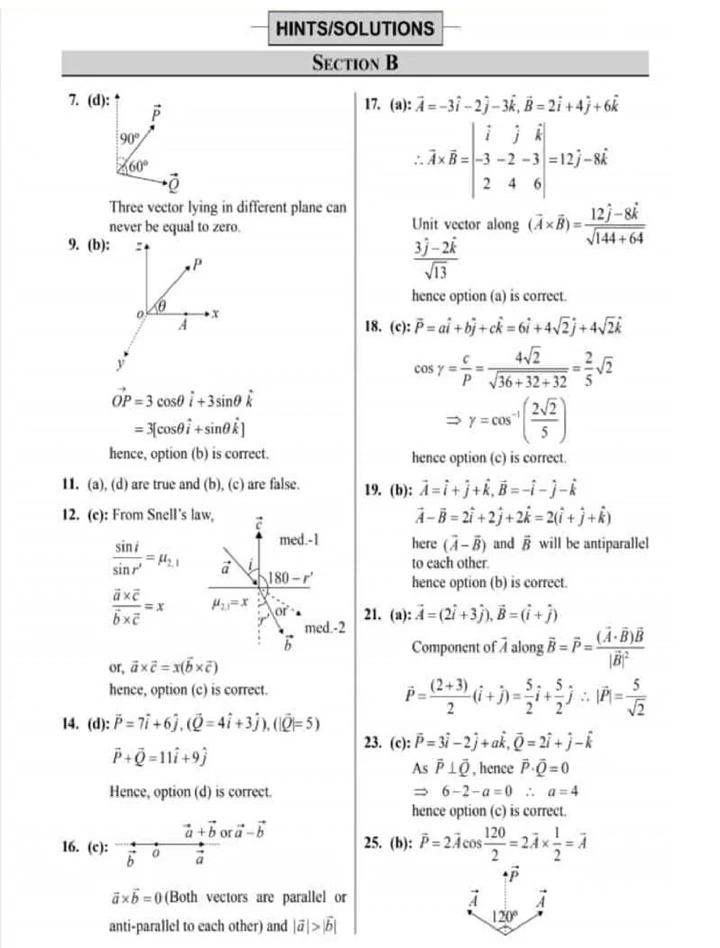 HINTS/SOLUTIONS
SECTION B
7. (d):
P⃗
90°
60°
Q⃗
Three vector lying in different plane can
never be equal to zero.
9. (b):
z
P
θ
o
A
x
y
OP⃗ = 3 cosθ î + 3 sinθ k̂
= 3[cosθ î + sinθ k̂]
hence, option (b) is correct.
11. (a), (d) are true and (b), (c) are false.
12. (c): From Snell's law,
c⃗
med.-1
sin i / sin r' = μ₂,₁
a⃗
i
180 – r'
a⃗ × c⃗ / b⃗ × c⃗ = x
μ₂,₁ = x
r'
or
med.-2
b⃗
or, a⃗ × c⃗ = x(b⃗ × c⃗)
hence, option (c) is correct.
14. (d): P⃗ = 7î + 6ĵ, (Q⃗ = 4î + 3ĵ), (|Q⃗| = 5)
P⃗ + Q⃗ = 11î + 9ĵ
Hence, option (d) is correct.
a⃗ + b⃗ or a⃗ – b⃗
16. (c):
b⃗ o a⃗
a⃗ × b⃗ = 0 (Both vectors are parallel or
anti-parallel to each other) and |a⃗| > |b⃗|
17. (a): A⃗ = –3î – 2ĵ – 3k̂, B⃗ = 2î + 4ĵ + 6k̂
î ĵ k̂
∴ A⃗ × B⃗ = | –3 –2 –3 | = 12ĵ – 8k̂
2 4 6
Unit vector along (A⃗ × B⃗) = 12ĵ – 8k̂ / √144 + 64
3ĵ – 2k̂ / √13
hence option (a) is correct.
18. (c): P⃗ = aî + bĵ + ck̂ = 6î + 4√2ĵ + 4√2k̂
cos γ = c/P = 4√2 / √36 + 32 + 32 = 2/5 √2
⇒ γ = cos⁻¹ (2√2 / 5)
hence option (c) is correct.
19. (b): A⃗ = î + ĵ + k̂, B⃗ = –î – ĵ – k̂
A⃗ – B⃗ = 2î + 2ĵ + 2k̂ = 2(î + ĵ + k̂)
here (A⃗ – B⃗) and B⃗ will be antiparallel
to each other.
hence option (b) is correct.
21. (a): A⃗ = (2î + 3ĵ), B⃗ = (î + ĵ)
Component of A⃗ along B⃗ = P⃗ = (A⃗·B⃗)B⃗ / |B⃗|²
P⃗ = (2+3)/2 (î + ĵ) = 5/2 î + 5/2 ĵ ∴ |P⃗| = 5/√2
23. (c): P⃗ = 3î – 2ĵ + ak̂, Q⃗ = 2î + ĵ – k̂
As P⃗ ⊥ Q⃗, hence P⃗·Q⃗ = 0
⇒ 6 – 2 – a = 0 ∴ a = 4
hence option (c) is correct.
25. (b): P⃗ = 2A⃗ cos 120/2 = 2A⃗ × 1/2 = A⃗
P⃗
A⃗ A⃗
120°